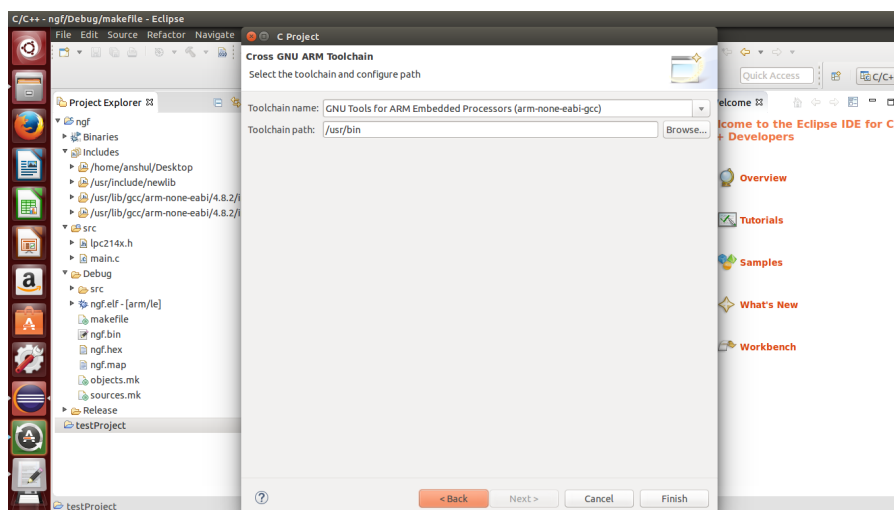 C/C++ - ngf/Debug/makefile - Eclipse
File Edit Source Refactor Navigate
C Project
Cross GNU ARM Toolchain
Select the toolchain and configure path
Quick Access
C/C+
Project Explorer
elcome
Toolchain name: GNU Tools for ARM Embedded Processors (arm-none-eabi-gcc)
Toolchain path: /usr/bin Browse...
lcome to the Eclipse IDE for C
+ Developers
ngf
Binaries
Includes
/home/anshul/Desktop
/usr/include/newlib
/usr/lib/gcc/arm-none-eabi/4.8.2/i
/usr/lib/gcc/arm-none-eabi/4.8.2/i
src
lpc214x.h
main.c
Debug
src
ngf.elf - [arm/le]
makefile
ngf.bin
ngf.hex
ngf.map
objects.mk
sources.mk
Release
testProject
Overview
Tutorials
Samples
What's New
Workbench
< Back Next > Cancel Finish
testProject